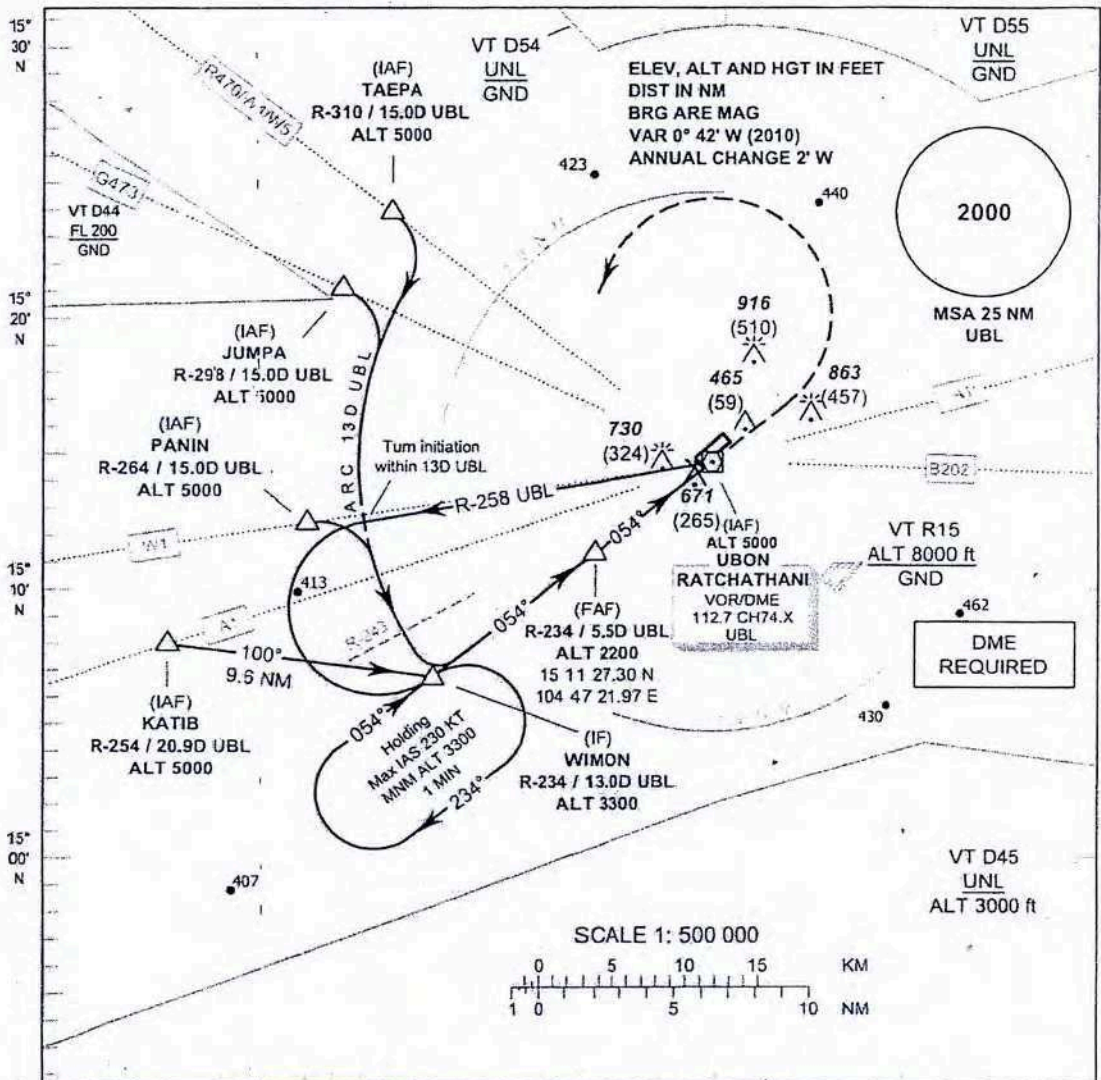 15°
30'
N
VT D54
UNL
GND
VT D55
UNL
GND
ELEV, ALT AND HGT IN FEET
DIST IN NM
BRG ARE MAG
VAR 0° 42' W (2010)
ANNUAL CHANGE 2' W
(IAF)
TAEPA
R-310 / 15.0D UBL
ALT 5000
G473
VT D44
FL 200
GND
423
440
2000
MSA 25 NM
UBL
15°
20'
N
(IAF)
JUMPA
R-298 / 15.0D UBL
ALT 5000
ARC 13D UBL
916
(510)
465
(59)
863
(457)
730
(324)
671
(265)
(IAF)
PANIN
R-264 / 15.0D UBL
ALT 5000
Turn initiation
within 13D UBL
R-258 UBL
W1
B202
054°
(IAF)
ALT 5000
UBON
RATCHATHANI
VOR/DME
112.7 CH74.X
UBL
VT R15
ALT 8000 ft
GND
15°
10'
N
413
R-243
054°
(FAF)
R-234 / 5.5D UBL
ALT 2200
15 11 27.30 N
104 47 21.97 E
462
DME
REQUIRED
100°
9.6 NM
(IAF)
KATIB
R-254 / 20.9D UBL
ALT 5000
054°
Holding
Max IAS 230 KT
MNM ALT 3300
1 MIN
234°
(IF)
WIMON
R-234 / 13.0D UBL
ALT 3300
430
15°
00'
N
407
VT D45
UNL
ALT 3000 ft
SCALE 1: 500 000
0 5 10 15 KM
1 0 5 10 NM